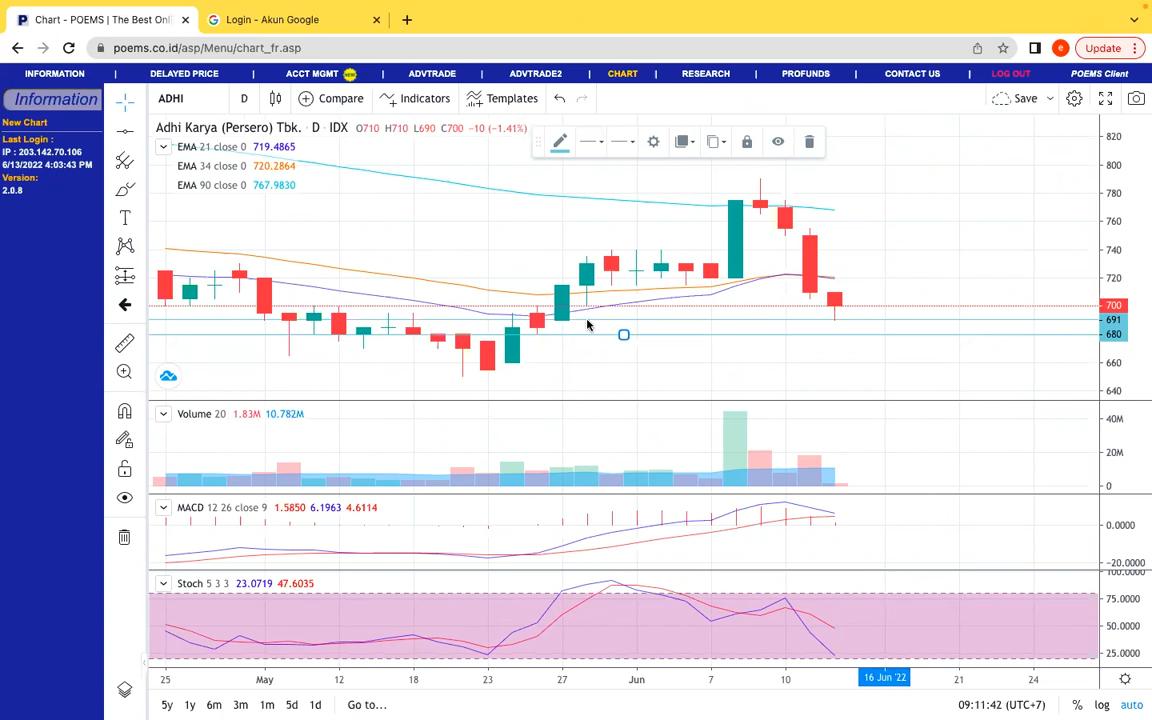 Chart - POEMS | The Best Onli
Login - Akun Google
poems.co.id/asp/Menu/chart_fr.asp
e
Update
INFORMATION | DELAYED PRICE | ACCT MGMT NEW | ADVTRADE | ADVTRADE2 | CHART | RESEARCH | PROFUNDS | CONTACT US | LOG OUT POEMS Client
Information
New Chart
Last Login :
IP : 203.142.70.106
6/13/2022 4:03:43 PM
Version:
2.0.8
ADHI D Compare Indicators Templates Save
Adhi Karya (Persero) Tbk. · D · IDX O710 H710 L690 C700 −10 (−1.41%)
EMA 21 close 0 719.4865
EMA 34 close 0 720.2864
EMA 90 close 0 767.9830
820
800
780
760
740
720
700
691
680
660
640
Volume 20 1.83M 10.782M
40M
20M
0
MACD 12 26 close 9 1.5850 6.1963 4.6114
0.0000
−20.0000
Stoch 5 3 3 23.0719 47.6035
100.0000
75.0000
50.0000
25.0000
25 May 12 18 23 27 Jun 7 10 16 Jun '22 21 24
5y 1y 6m 3m 1m 5d 1d Go to...
09:11:42 (UTC+7) % log auto